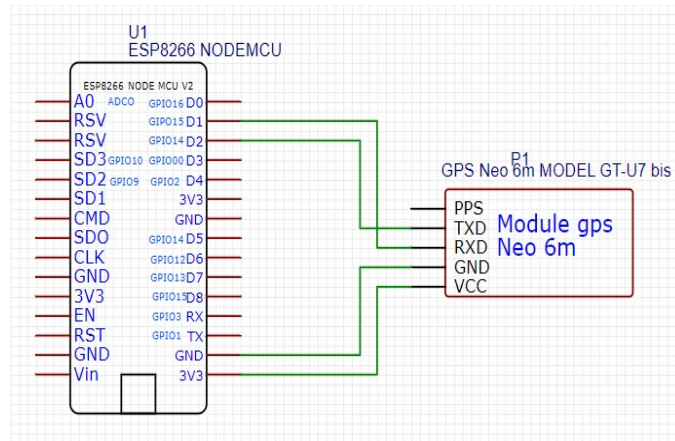 U1
ESP8266 NODEMCU
ESP8266 NODE MCU V2
A0 ADC0 GPIO16 D0
RSV GIPO15 D1
RSV GPIO14 D2
SD3 GPIO10 GPIO00 D3
SD2 GPIO9 GPIO2 D4
SD1 3V3
CMD GND
SDO GPIO14 D5
CLK GPIO12 D6
GND GPIO13 D7
3V3 GPIO15 D8
EN GPIO3 RX
RST GPIO1 TX
GND GND
Vin 3V3
P1
GPS Neo 6m MODEL GT-U7 bis
PPS
TXD
RXD
GND
VCC
Module gps
Neo 6m